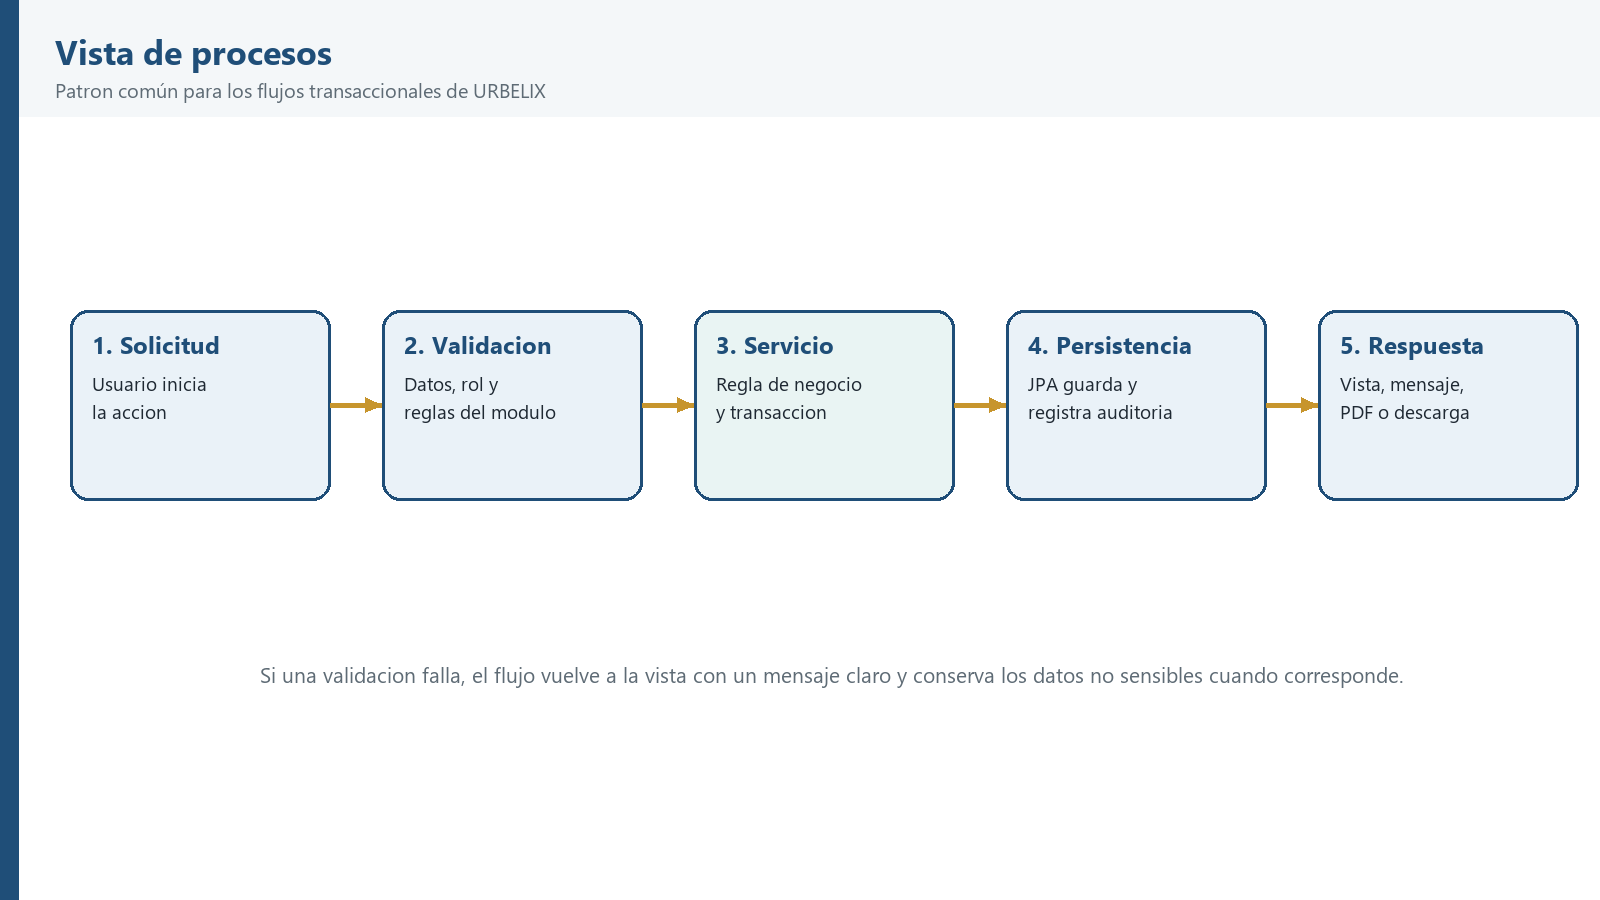 Vista de procesos
Patron común para los flujos transaccionales de URBELIX
1. Solicitud
Usuario inicia
la accion
2. Validacion
Datos, rol y
reglas del modulo
3. Servicio
Regla de negocio
y transaccion
4. Persistencia
JPA guarda y
registra auditoria
5. Respuesta
Vista, mensaje,
PDF o descarga
Si una validacion falla, el flujo vuelve a la vista con un mensaje claro y conserva los datos no sensibles cuando corresponde.